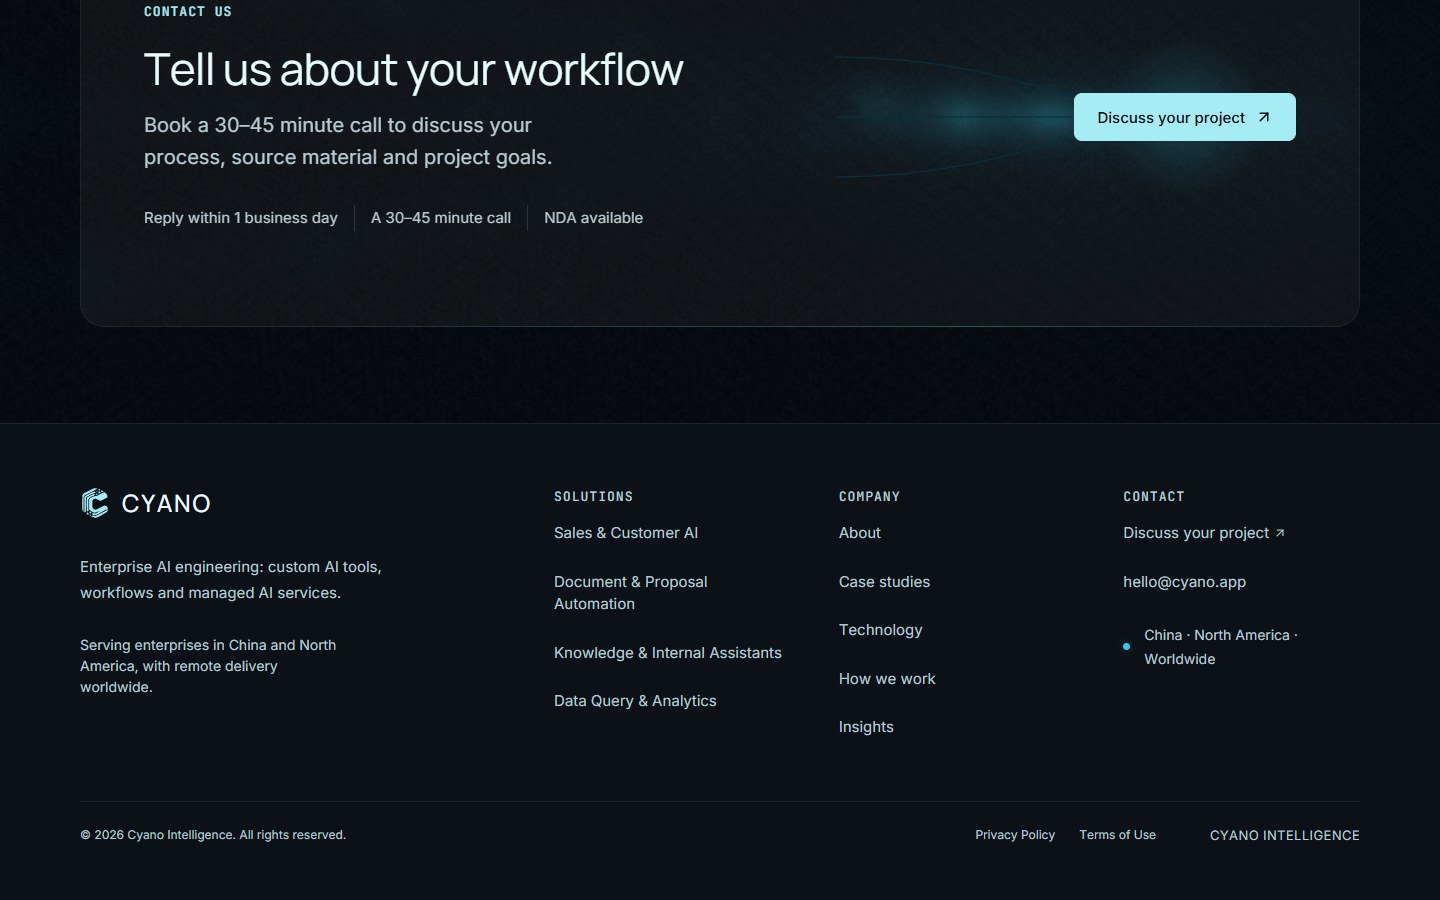 CONTACT US
Tell us about your workflow
Book a 30–45 minute call to discuss your
process, source material and project goals.
Discuss your project
Reply within 1 business day
A 30–45 minute call
NDA available
CYANO
Enterprise AI engineering: custom AI tools,
workflows and managed AI services.
Serving enterprises in China and North
America, with remote delivery
worldwide.
SOLUTIONS
Sales & Customer AI
Document & Proposal
Automation
Knowledge & Internal Assistants
Data Query & Analytics
COMPANY
About
Case studies
Technology
How we work
Insights
CONTACT
Discuss your project
hello@cyano.app
China · North America ·
Worldwide
© 2026 Cyano Intelligence. All rights reserved.
Privacy Policy
Terms of Use
CYANO INTELLIGENCE